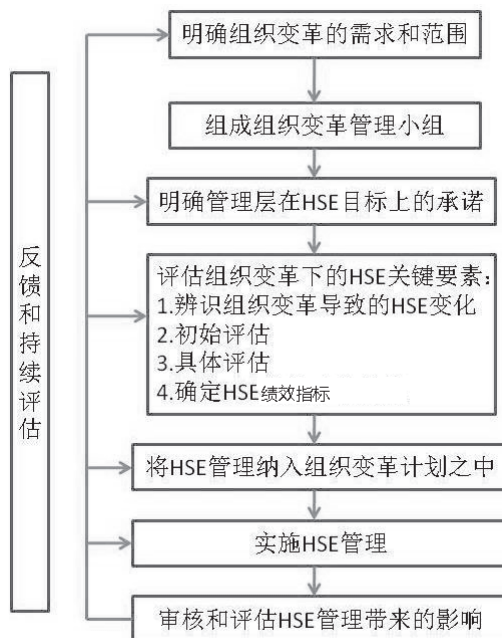 明确组织变革的需求和范围
组成组织变革管理小组
明确管理层在HSE目标上的承诺
评估组织变革下的HSE关键要素：
1.辨识组织变革导致的HSE变化
2.初始评估
3.具体评估
4.确定HSE绩效指标
将HSE管理纳入组织变革计划之中
实施HSE管理
审核和评估HSE管理带来的影响
反馈和持续评估